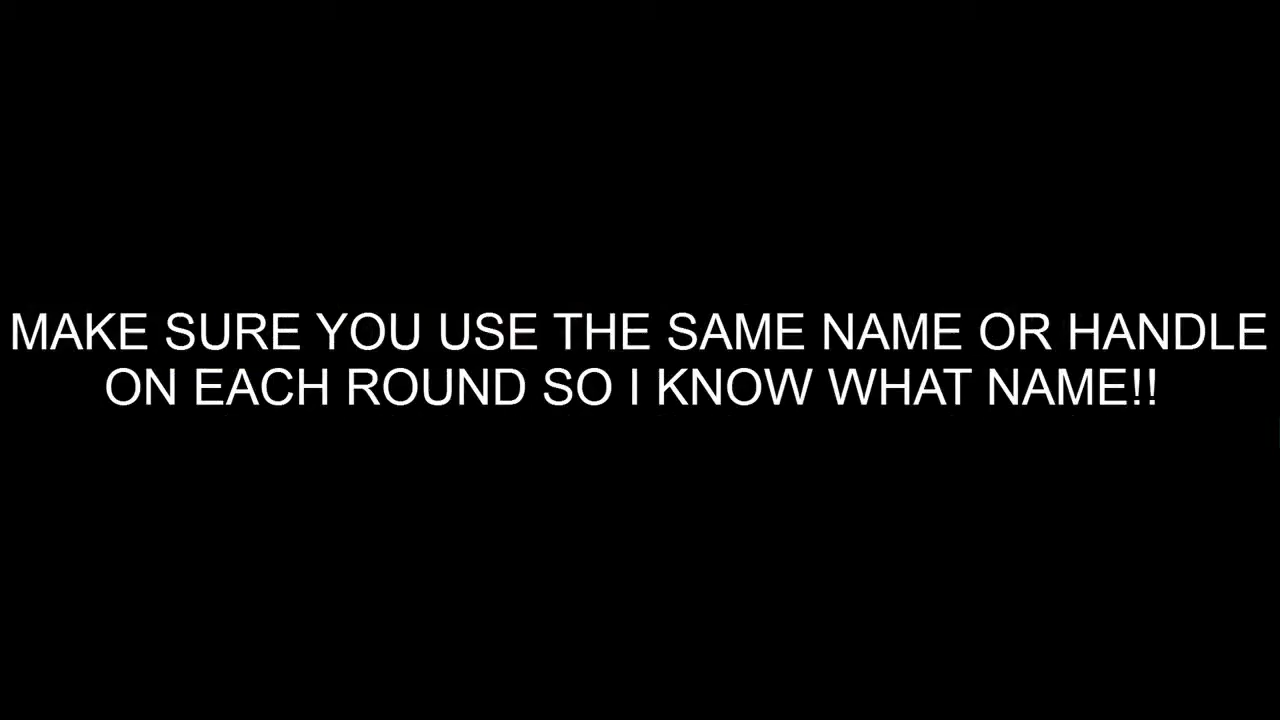 MAKE SURE YOU USE THE SAME NAME OR HANDLE
ON EACH ROUND SO I KNOW WHAT NAME!!